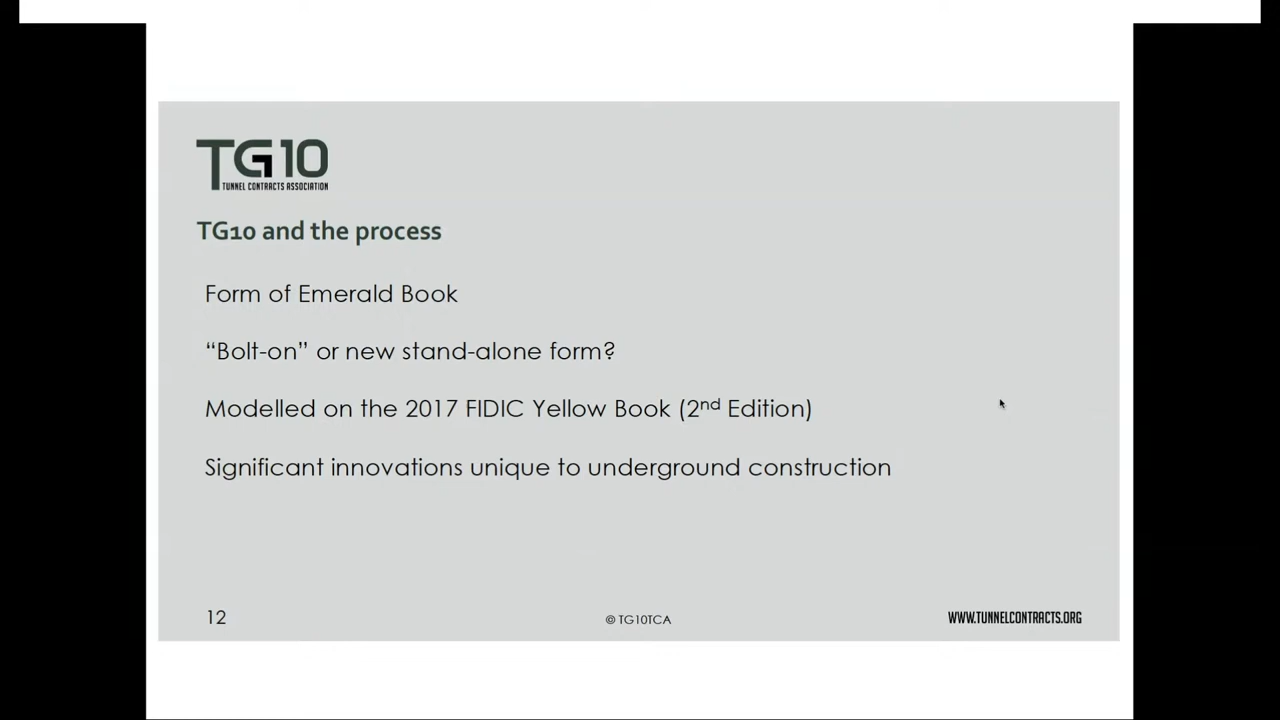 TG10
TUNNEL CONTRACTS ASSOCIATION
TG10 and the process
Form of Emerald Book
“Bolt-on” or new stand-alone form?
Modelled on the 2017 FIDIC Yellow Book (2nd Edition)
Significant innovations unique to underground construction
12
© TG10TCA
WWW.TUNNELCONTRACTS.ORG